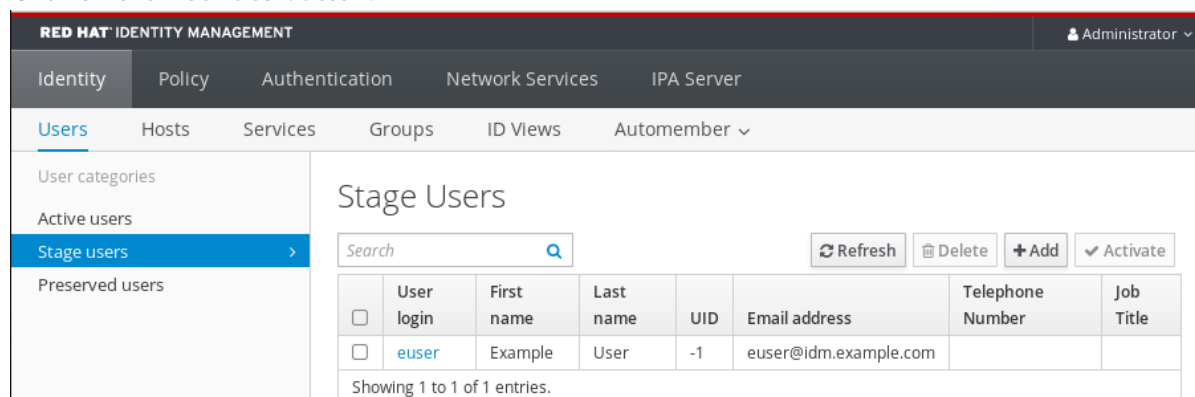 RED HAT® IDENTITY MANAGEMENT
Administrator
Identity Policy Authentication Network Services IPA Server
Users Hosts Services Groups ID Views Automember
User categories
Active users
Stage users
Preserved users
Stage Users
Search
Refresh Delete Add Activate
User login First name Last name UID Email address Telephone Number Job Title
euser Example User -1 euser@idm.example.com
Showing 1 to 1 of 1 entries.